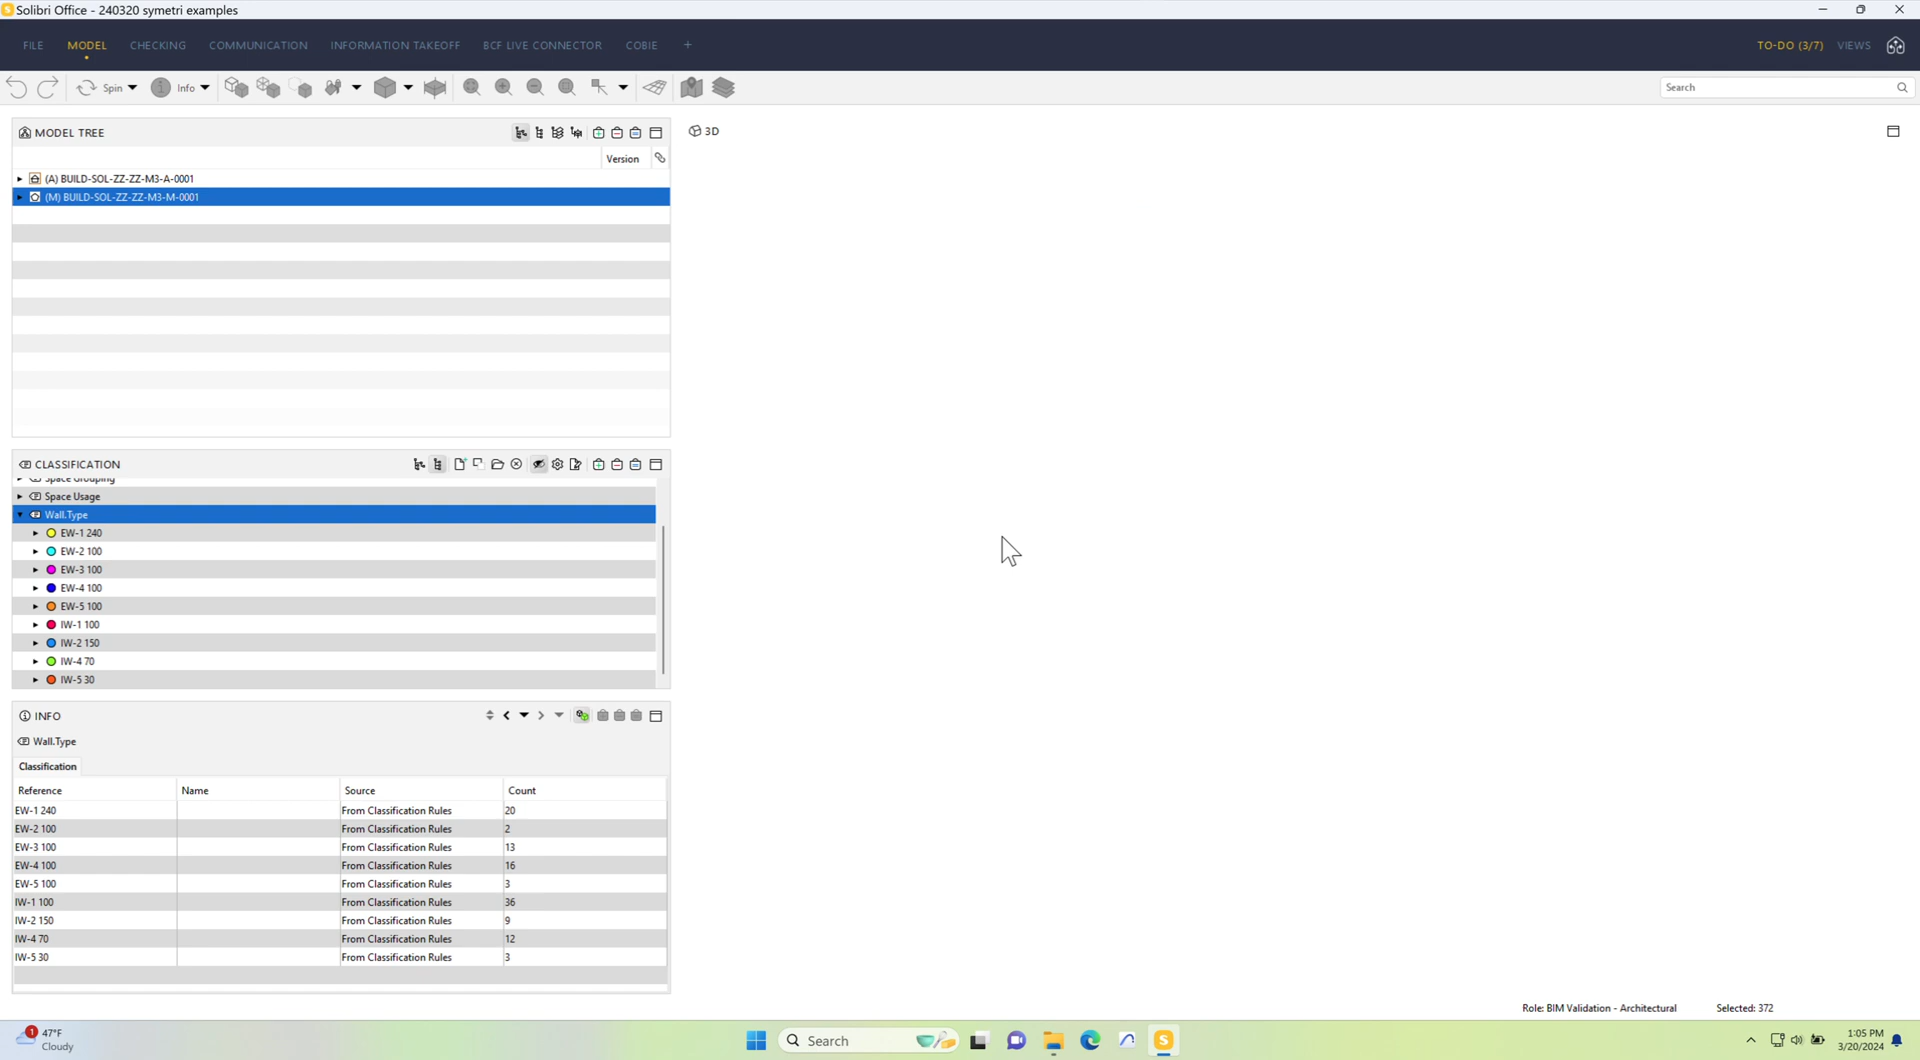 Solibri Office - 240320 symetri examples
FILE MODEL CHECKING COMMUNICATION INFORMATION TAKEOFF BCF LIVE CONNECTOR COBIE + TO-DO (3/7) VIEWS
Spin Info Search
MODEL TREE
3D
Version
(A) BUILD-SOL-ZZ-ZZ-M3-A-0001
(M) BUILD-SOL-ZZ-ZZ-M3-M-0001
CLASSIFICATION
Space Grouping
Space Usage
Wall.Type
EW-1 240
EW-2 100
EW-3 100
EW-4 100
EW-5 100
IW-1 100
IW-2 150
IW-4 70
IW-5 30
INFO
Wall.Type
Classification
Reference Name Source Count
EW-1 240 From Classification Rules 20
EW-2 100 From Classification Rules 2
EW-3 100 From Classification Rules 13
EW-4 100 From Classification Rules 16
EW-5 100 From Classification Rules 3
IW-1 100 From Classification Rules 36
IW-2 150 From Classification Rules 9
IW-4 70 From Classification Rules 12
IW-5 30 From Classification Rules 3
Role: BIM Validation - Architectural Selected: 372
1 47°F
Cloudy
Search
1:05 PM
3/20/2024